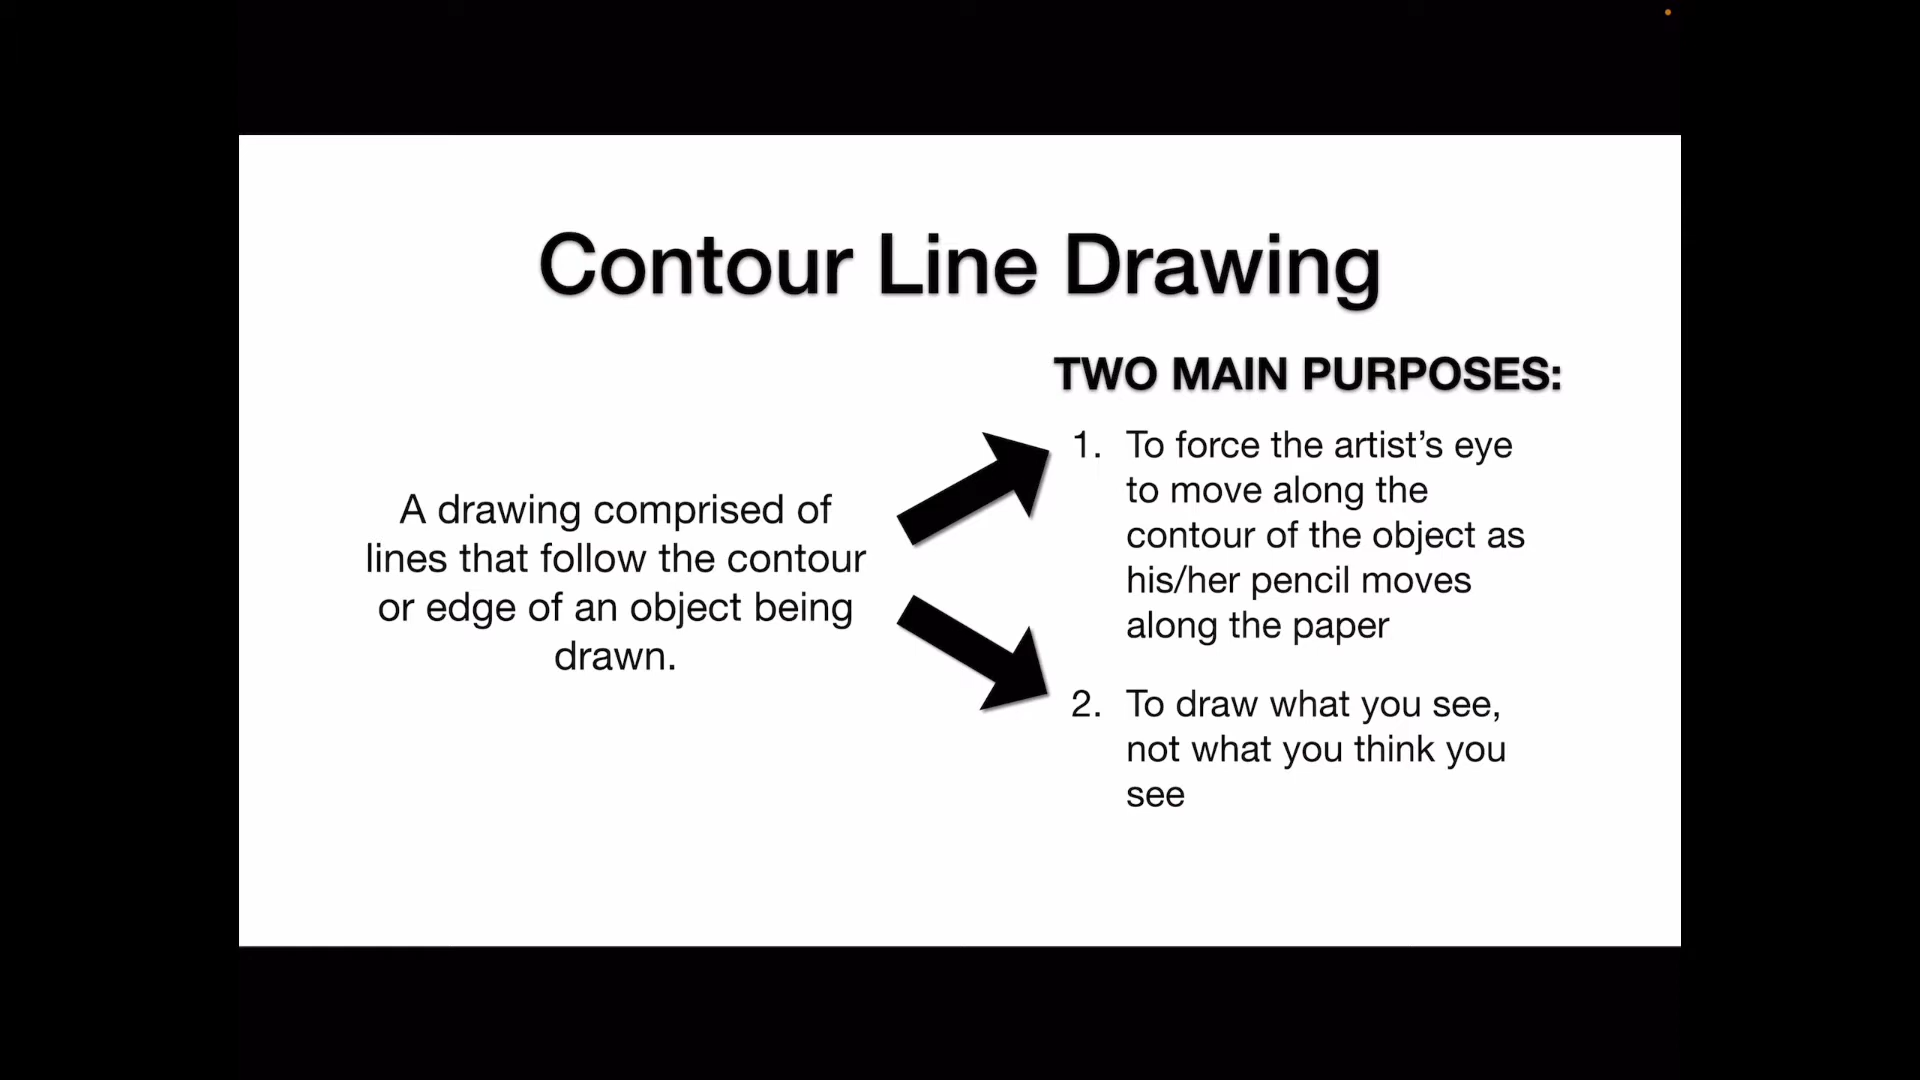 Contour Line Drawing
A drawing comprised of
lines that follow the contour
or edge of an object being
drawn.
TWO MAIN PURPOSES:
1. To force the artist’s eye
to move along the
contour of the object as
his/her pencil moves
along the paper
2. To draw what you see,
not what you think you
see